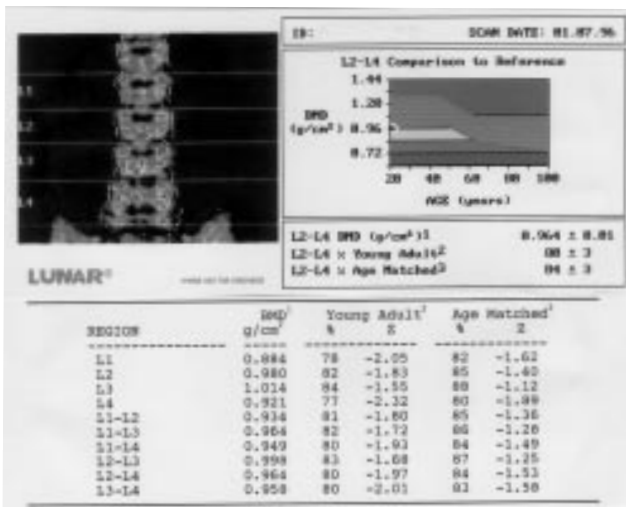 ID: SCAN DATE: 01.07.96
L2-L4 Comparison to Reference
1.44
1.20
BMD
(g/cm²) 0.96
0.72
20 40 60 80 100
AGE (years)
L1
L2
L3
L4
L2-L4 BMD (g/cm²)1 0.964 ± 0.01
L2-L4 % Young Adult2 80 ± 3
L2-L4 % Age Matched3 84 ± 3
LUNAR®
BMD1 Young Adult2 Age Matched3
REGION g/cm2 % Z % Z
L1 0.884 78 -2.05 82 -1.62
L2 0.980 82 -1.83 85 -1.40
L3 1.014 84 -1.55 88 -1.12
L4 0.921 77 -2.32 80 -1.89
L1-L2 0.934 81 -1.80 85 -1.36
L1-L3 0.964 82 -1.72 86 -1.28
L1-L4 0.949 80 -1.93 84 -1.49
L2-L3 0.998 83 -1.68 87 -1.25
L2-L4 0.964 80 -1.97 84 -1.53
L3-L4 0.958 80 -2.01 83 -1.58